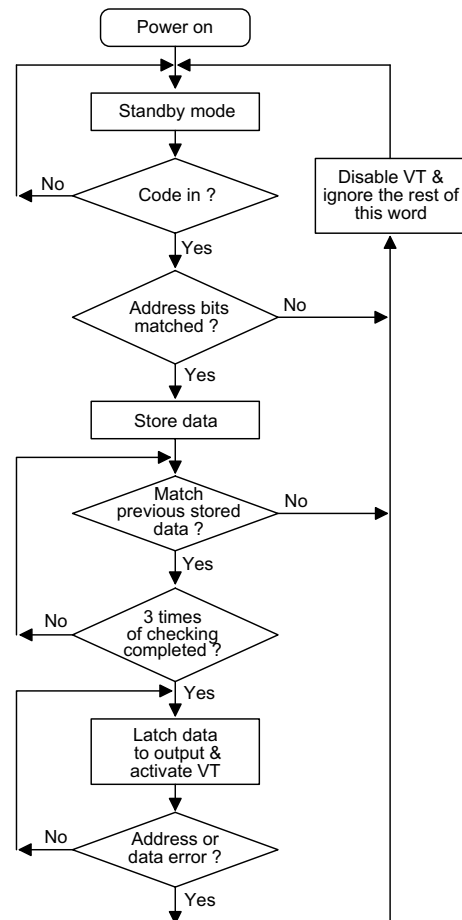 Power on
Standby mode
No
Code in ?
Disable VT &
ignore the rest of
this word
Yes
Address bits
matched ?
No
Yes
Store data
Match
previous stored
data ?
No
Yes
No
3 times
of checking
completed ?
Yes
Latch data
to output &
activate VT
No
Address or
data error ?
Yes